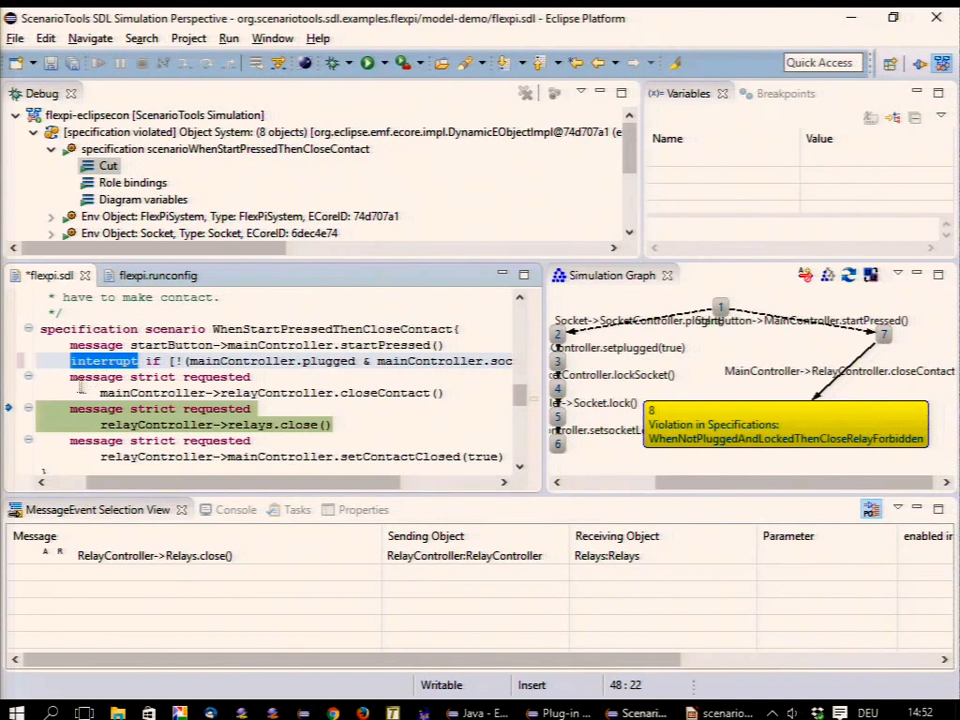 ScenarioTools SDL Simulation Perspective - org.scenariotools.sdl.examples.flexpi/model-demo/flexpi.sdl - Eclipse Platform
File Edit Navigate Search Project Run Window Help
Quick Access
Debug
(x)= Variables Breakpoints
flexpi-eclipsecon [ScenarioTools Simulation]
[specification violated] Object System: (8 objects) [org.eclipse.emf.ecore.impl.DynamicEObjectImpl@74d707a1 (e
specification scenarioWhenStartPressedThenCloseContact
Cut
Role bindings
Diagram variables
Env Object: FlexPiSystem, Type: FlexPiSystem, ECoreID: 74d707a1
Env Object: Socket, Type: Socket, ECoreID: 6dec4e74
Name Value
*flexpi.sdl flexpi.runconfig
* have to make contact.
*/
specification scenario WhenStartPressedThenCloseContact{
message startButton->mainController.startPressed()
interrupt if [!(mainController.plugged & mainController.soc
message strict requested
mainController->relayController.closeContact()
message strict requested
relayController->relays.close()
message strict requested
relayController->mainController.setContactClosed(true)
}
Simulation Graph
1
Button->MainController.startPressed()
2
7
Controller.setplugged(true)
3
MainController->RelayController.closeContact
etController.lockSocket()
4
ler->Socket.lock()
5
6
8
Violation in Specifications:
WhenNotPluggedAndLockedThenCloseRelayForbidden
MessageEvent Selection View Console Tasks Properties
Message Sending Object Receiving Object Parameter enabled in
A R RelayController->Relays.close() RelayController:RelayController Relays:Relays
Writable Insert 48 : 22
Java - E... Plug-in ... Scenari... scenario... DEU 14:52